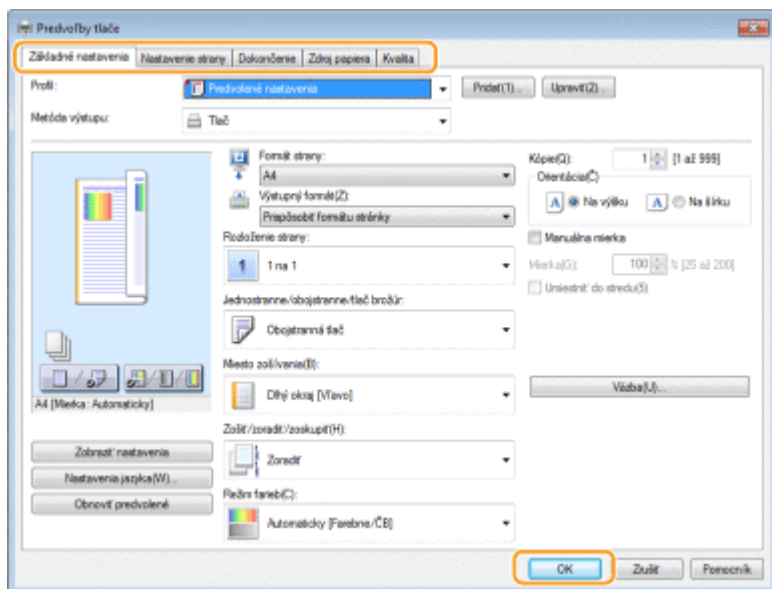 Predvoľby tlače
Základné nastavenia Nastavenie strany Dokončenie Zdroj papiera Kvalita
Profil: Predvolené nastavenia Pridať(1)... Upraviť(2)...
Metóda výstupu: Tlač
Formát strany:
A4
Výstupný formát(Z):
Prispôsobiť formátu stránky
Rozloženie strany:
1 1 na 1
Jednostranne/obojstranne/tlač brožúr:
Obojstranná tlač
Miesto zošívania(B):
Dlhý okraj [Vľavo]
Zošiť/zoradiť/zoskupiť(H):
Zoradiť
Režim farieb(C):
Automaticky [Farebne/ČB]
Kópie(Q): 1 [1 až 999]
Orientácia(Č)
A Na výšku A Na šírku
Manuálna mierka
Mierka(G): 100 % [25 až 200]
Umiestniť do stredu(5)
Väzba(U)...
A4 [Mierka: Automaticky]
Zobraziť nastavenia
Nastavenia jazyka(W)...
Obnoviť predvolené
OK Zrušiť Pomocník